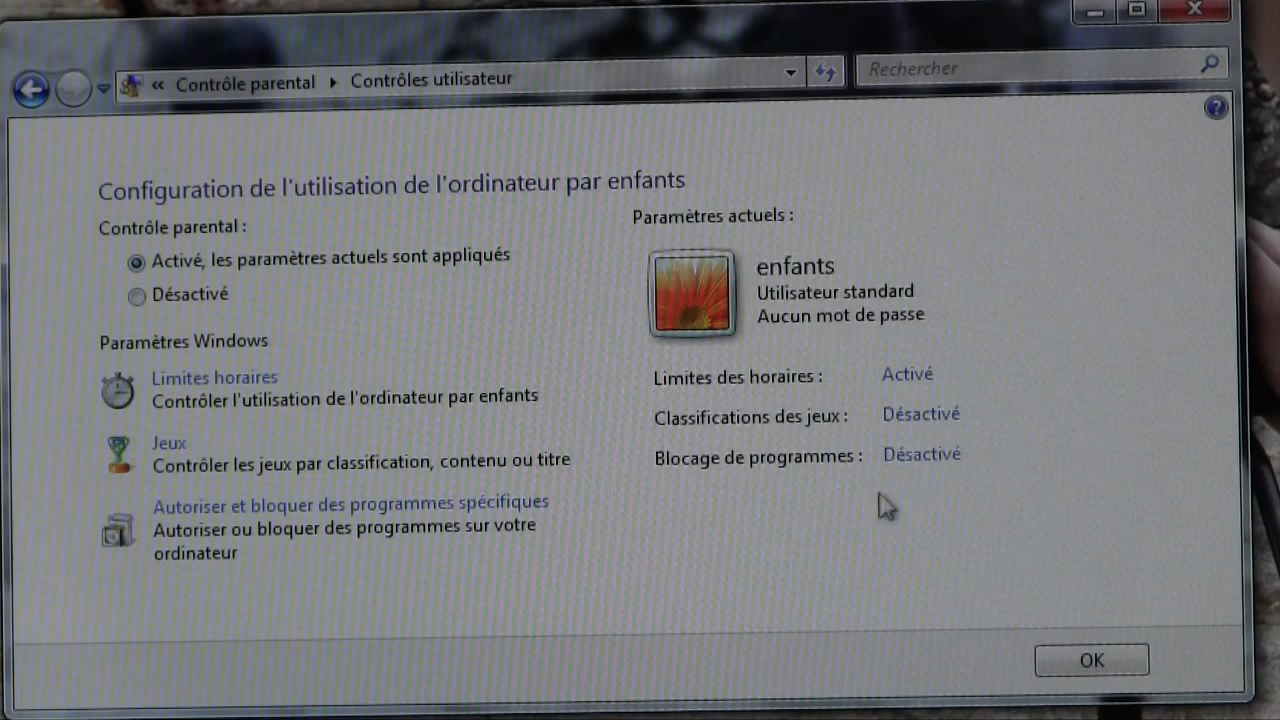 « Contrôle parental ▸ Contrôles utilisateur
Rechercher
Configuration de l'utilisation de l'ordinateur par enfants
Contrôle parental :
Activé, les paramètres actuels sont appliqués
Désactivé
Paramètres Windows
Limites horaires
Contrôler l'utilisation de l'ordinateur par enfants
Jeux
Contrôler les jeux par classification, contenu ou titre
Autoriser et bloquer des programmes spécifiques
Autoriser ou bloquer des programmes sur votre
ordinateur
Paramètres actuels :
enfants
Utilisateur standard
Aucun mot de passe
Limites des horaires : Activé
Classifications des jeux : Désactivé
Blocage de programmes : Désactivé
OK